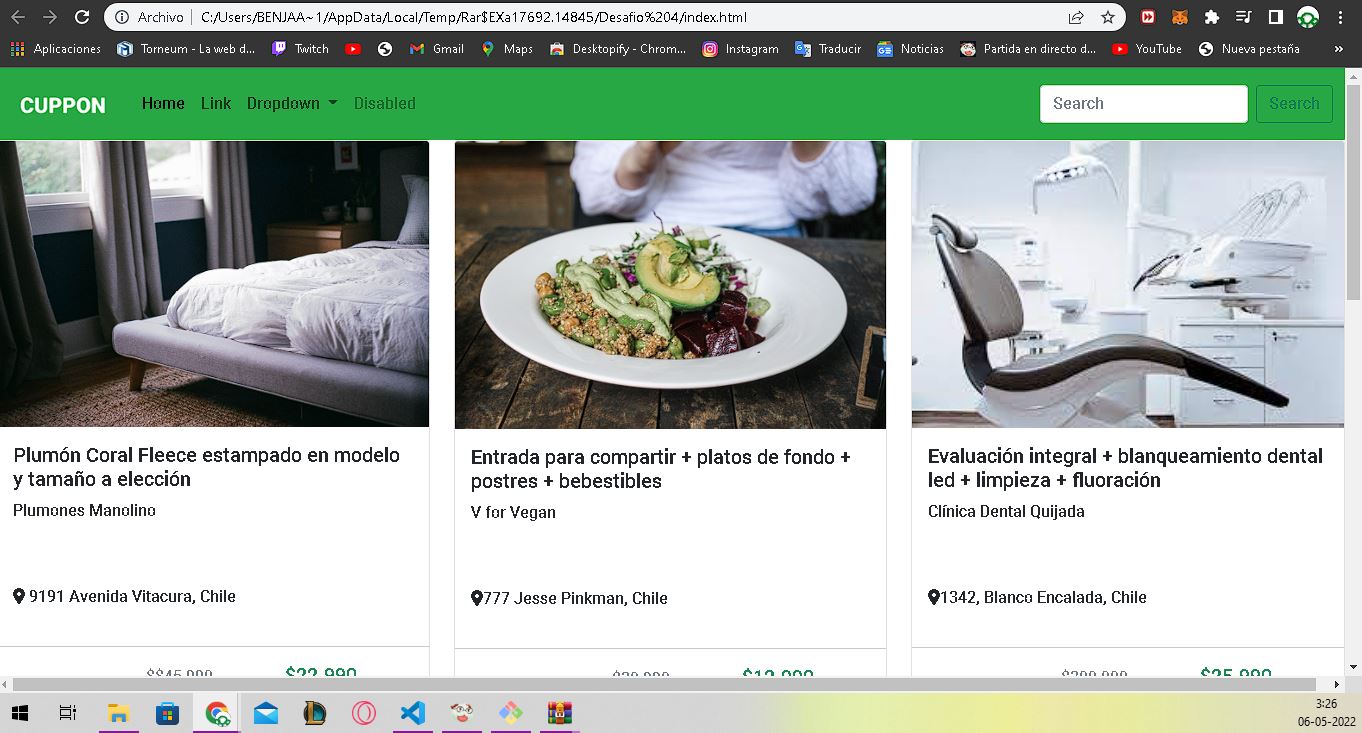 Archivo C:/Users/BENJAA~1/AppData/Local/Temp/Rar$EXa17692.14845/Desafio%204/index.html
Aplicaciones Torneum - La web d... Twitch Gmail Maps Desktopify - Chrom... Instagram Traducir Noticias Partida en directo d... YouTube Nueva pestaña »
CUPPON Home Link Dropdown Disabled Search Search
Plumón Coral Fleece estampado en modelo
y tamaño a elección
Plumones Manolino
9191 Avenida Vitacura, Chile
$$45.990 $22.990
Entrada para compartir + platos de fondo +
postres + bebestibles
V for Vegan
777 Jesse Pinkman, Chile
$12.990
Evaluación integral + blanqueamiento dental
led + limpieza + fluoración
Clínica Dental Quijada
1342, Blanco Encalada, Chile
$25.990
3:26
06-05-2022